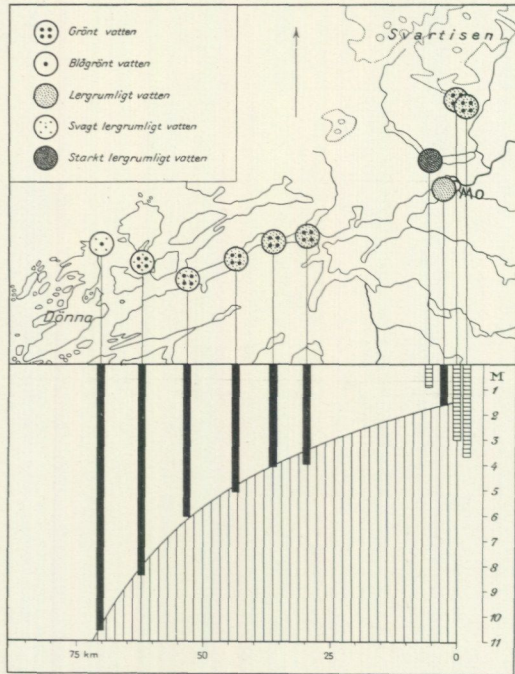 Grönt vatten
Blågrönt vatten
Lergrumligt vatten
Svagt lergrumligt vatten
Starkt lergrumligt vatten
Svartisen
Mo
Dönna
M
1
2
3
4
5
6
7
8
9
10
11
75 km
50
25
0